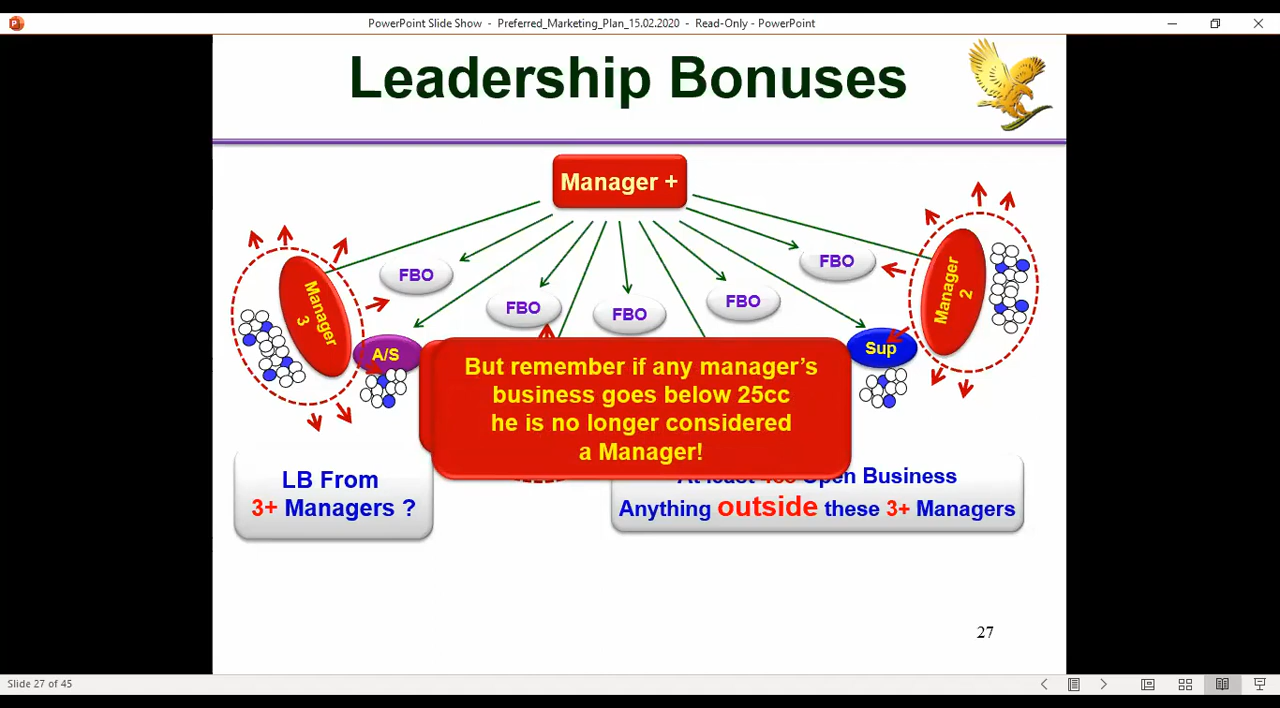 PowerPoint Slide Show - Preferred_Marketing_Plan_15.02.2020 - Read-Only - PowerPoint
Leadership Bonuses
Manager +
FBO
FBO
FBO
FBO
FBO
Manager
3
Manager
2
A/S
Sup
But remember if any manager's
business goes below 25cc
he is no longer considered
a Manager!
LB From
3+ Managers ?
At least Open Business
Anything outside these 3+ Managers
27
Slide 27 of 45